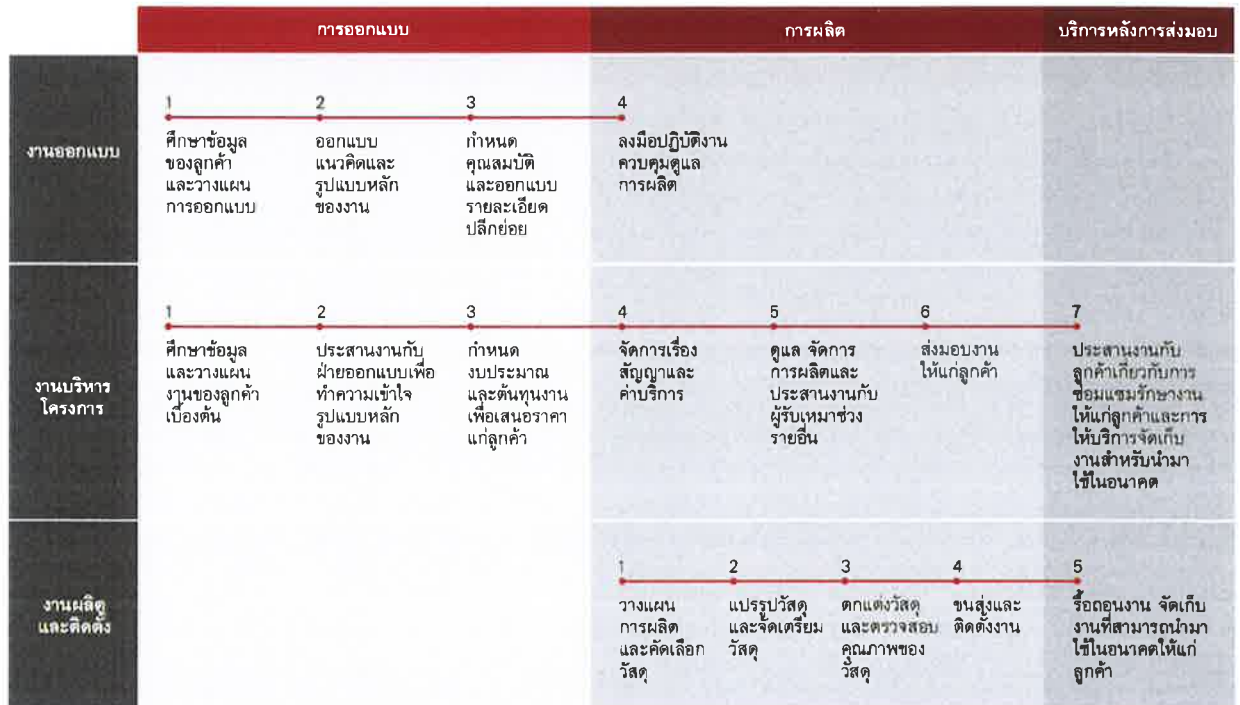 การออกแบบ
การผลิต
บริการหลังการส่งมอบ
งานออกแบบ
1
ศึกษาข้อมูล
ของลูกค้า
และวางแผน
การออกแบบ
2
ออกแบบ
แนวคิดและ
รูปแบบหลัก
ของงาน
3
กำหนด
คุณสมบัติ
และออกแบบ
รายละเอียด
ปลีกย่อย
4
ลงมือปฏิบัติงาน
ควบคุมดูแล
การผลิต
งานบริหาร
โครงการ
1
ศึกษาข้อมูล
และวางแผน
งานของลูกค้า
เบื้องต้น
2
ประสานงานกับ
ฝ่ายออกแบบเพื่อ
ทำความเข้าใจ
รูปแบบหลัก
ของงาน
3
กำหนด
งบประมาณ
และต้นทุนงาน
เพื่อเสนอราคา
แก่ลูกค้า
4
จัดการเรื่อง
สัญญาและ
ค่าบริการ
5
ดูแล จัดการ
การผลิตและ
ประสานงานกับ
ผู้รับเหมาช่วง
รายอื่น
6
ส่งมอบงาน
ให้แก่ลูกค้า
7
ประสานงานกับ
ลูกค้าเกี่ยวกับการ
ซ่อมแซมรักษางาน
ให้แก่ลูกค้าและการ
ให้บริการจัดเก็บ
งานสำหรับนำมา
ใช้ในอนาคต
งานผลิต
และติดตั้ง
1
วางแผน
การผลิต
และคัดเลือก
วัสดุ
2
แปรรูปวัสดุ
และจัดเตรียม
วัสดุ
3
ตกแต่งวัสดุ
และตรวจสอบ
คุณภาพของ
วัสดุ
4
ขนส่งและ
ติดตั้งงาน
5
รื้อถอนงาน จัดเก็บ
งานที่สามารถนำมา
ใช้ในอนาคตให้แก่
ลูกค้า